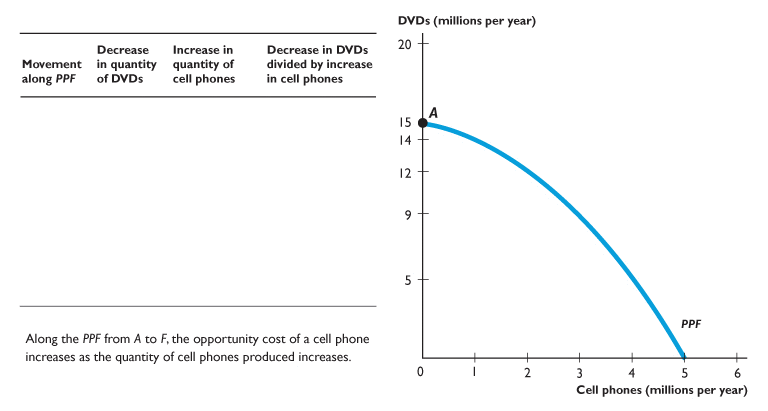 Movement along PPF
Decrease in quantity of DVDs
Increase in quantity of cell phones
Decrease in DVDs divided by increase in cell phones
Along the PPF from A to F, the opportunity cost of a cell phone
increases as the quantity of cell phones produced increases.
DVDs (millions per year)
20
15
14
12
9
5
A
PPF
0 1 2 3 4 5 6
Cell phones (millions per year)